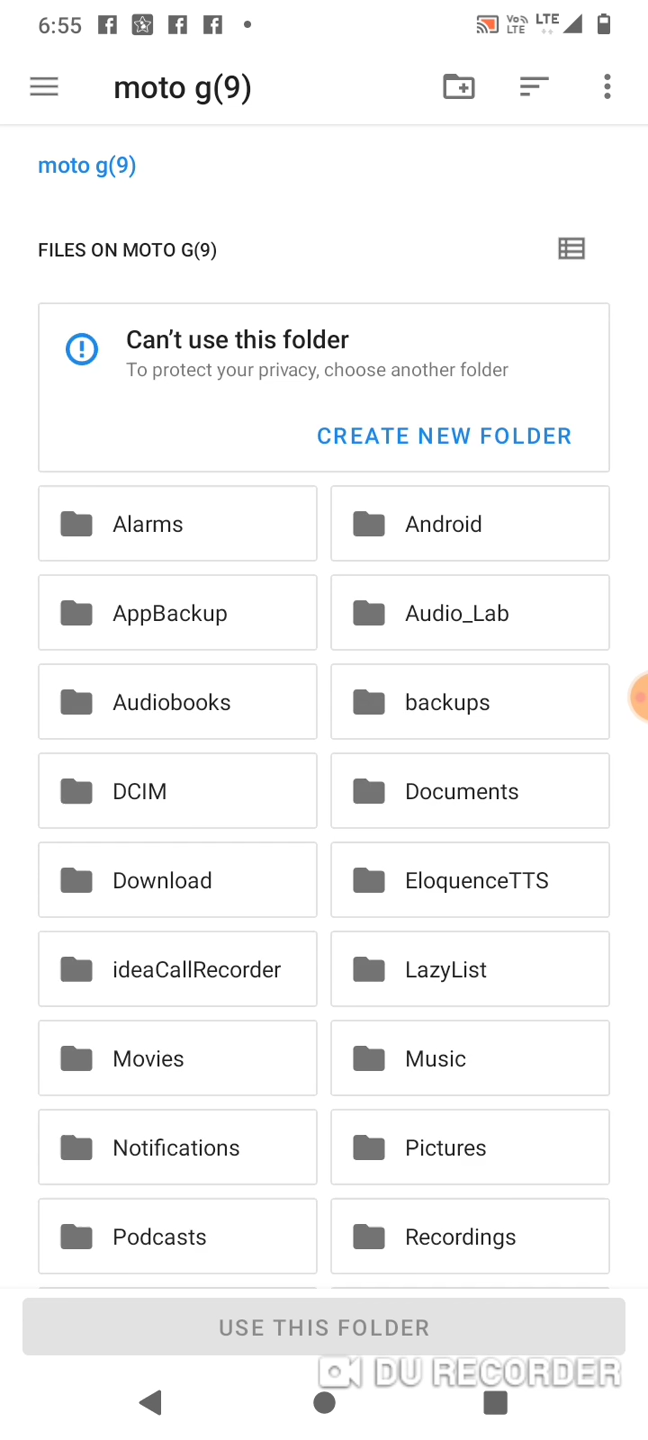 6:55
Vo) LTE
LTE
moto g(9)
moto g(9)
FILES ON MOTO G(9)
Can’t use this folder
To protect your privacy, choose another folder
CREATE NEW FOLDER
Alarms
Android
AppBackup
Audio_Lab
Audiobooks
backups
DCIM
Documents
Download
EloquenceTTS
ideaCallRecorder
LazyList
Movies
Music
Notifications
Pictures
Podcasts
Recordings
USE THIS FOLDER
DU RECORDER